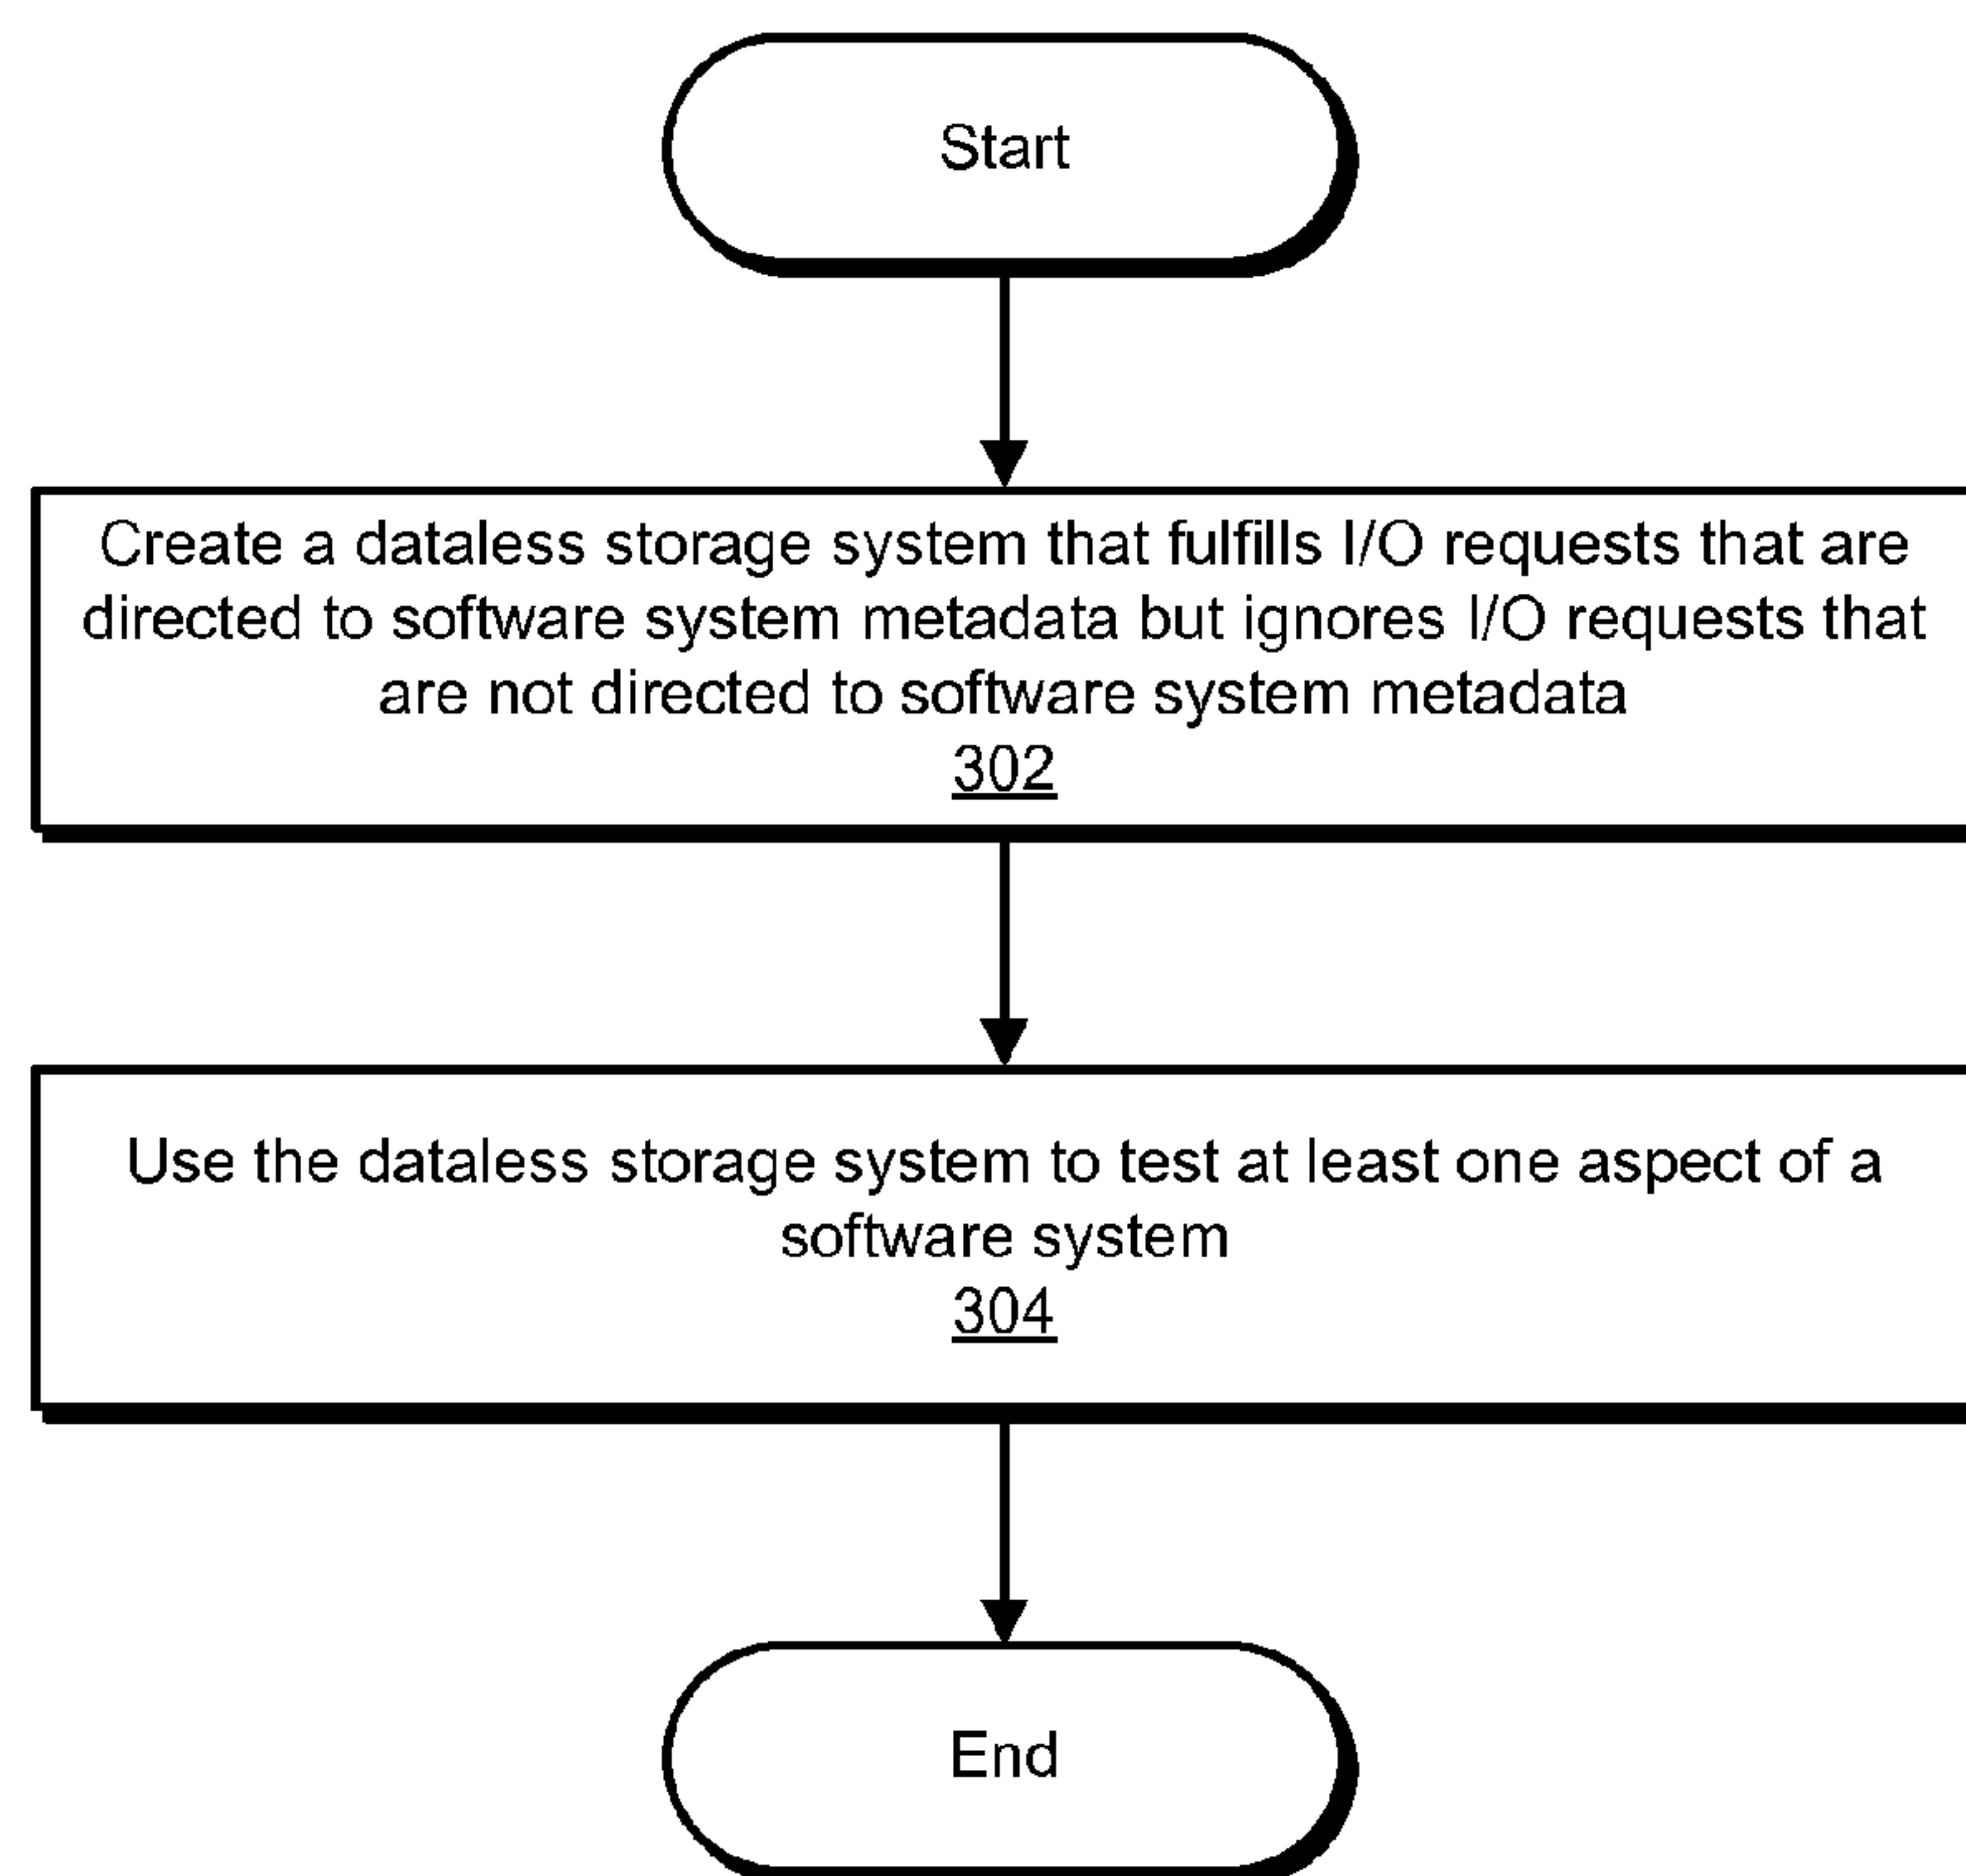 Start
Create a dataless storage system that fulfills I/O requests that are
directed to software system metadata but ignores I/O requests that
are not directed to software system metadata
302
Use the dataless storage system to test at least one aspect of a
software system
304
End